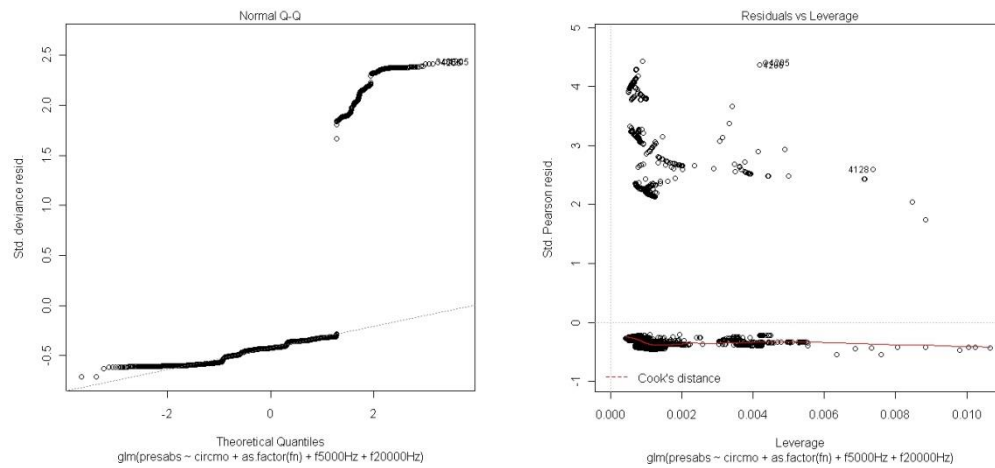 Normal Q-Q
Std. deviance resid.
2.5
2.0
1.5
1.0
0.5
0.0
-0.5
-2
0
2
Theoretical Quantiles
glm(presabs ~ circmo + as.factor(fn) + f5000Hz + f20000Hz)
Residuals vs Leverage
Std. Pearson resid.
5
4
3
2
1
0
-1
4128
Cook's distance
0.000
0.002
0.004
0.006
0.008
0.010
Leverage
glm(presabs ~ circmo + as.factor(fn) + f5000Hz + f20000Hz)